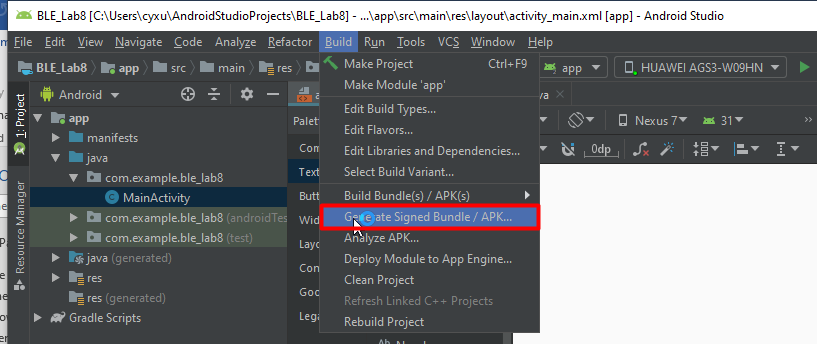 BLE_Lab8 [C:\Users\cyxu\AndroidStudioProjects\BLE_Lab8] - ...\app\src\main\res\layout\activity_main.xml [app] - Android Studio
File Edit View Navigate Code Analyze Refactor Build Run Tools VCS Window Help
BLE_Lab8 app src main res app HUAWEI AGS3-W09HN
Make Project Ctrl+F9
Make Module 'app'
Edit Build Types...
Edit Flavors...
Edit Libraries and Dependencies...
Select Build Variant...
Build Bundle(s) / APK(s)
Generate Signed Bundle / APK...
Analyze APK...
Deploy Module to App Engine...
Clean Project
Refresh Linked C++ Projects
Rebuild Project
1: Project
Resource Manager
Android
app
manifests
java
com.example.ble_lab8
MainActivity
com.example.ble_lab8 (androidTes
com.example.ble_lab8 (test)
java (generated)
res
res (generated)
Gradle Scripts
Palet
Com
Text
Butt
Wid
Layo
Con
Goo
Lega
Nexus 7 31
0dp